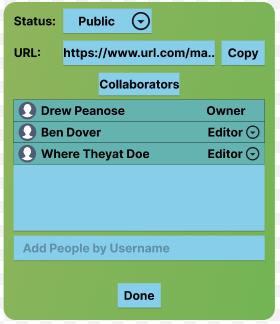 Status: Public
URL: https://www.url.com/ma.. Copy
Collaborators
Drew Peanose Owner
Ben Dover Editor
Where Theyat Doe Editor
Add People by Username
Done